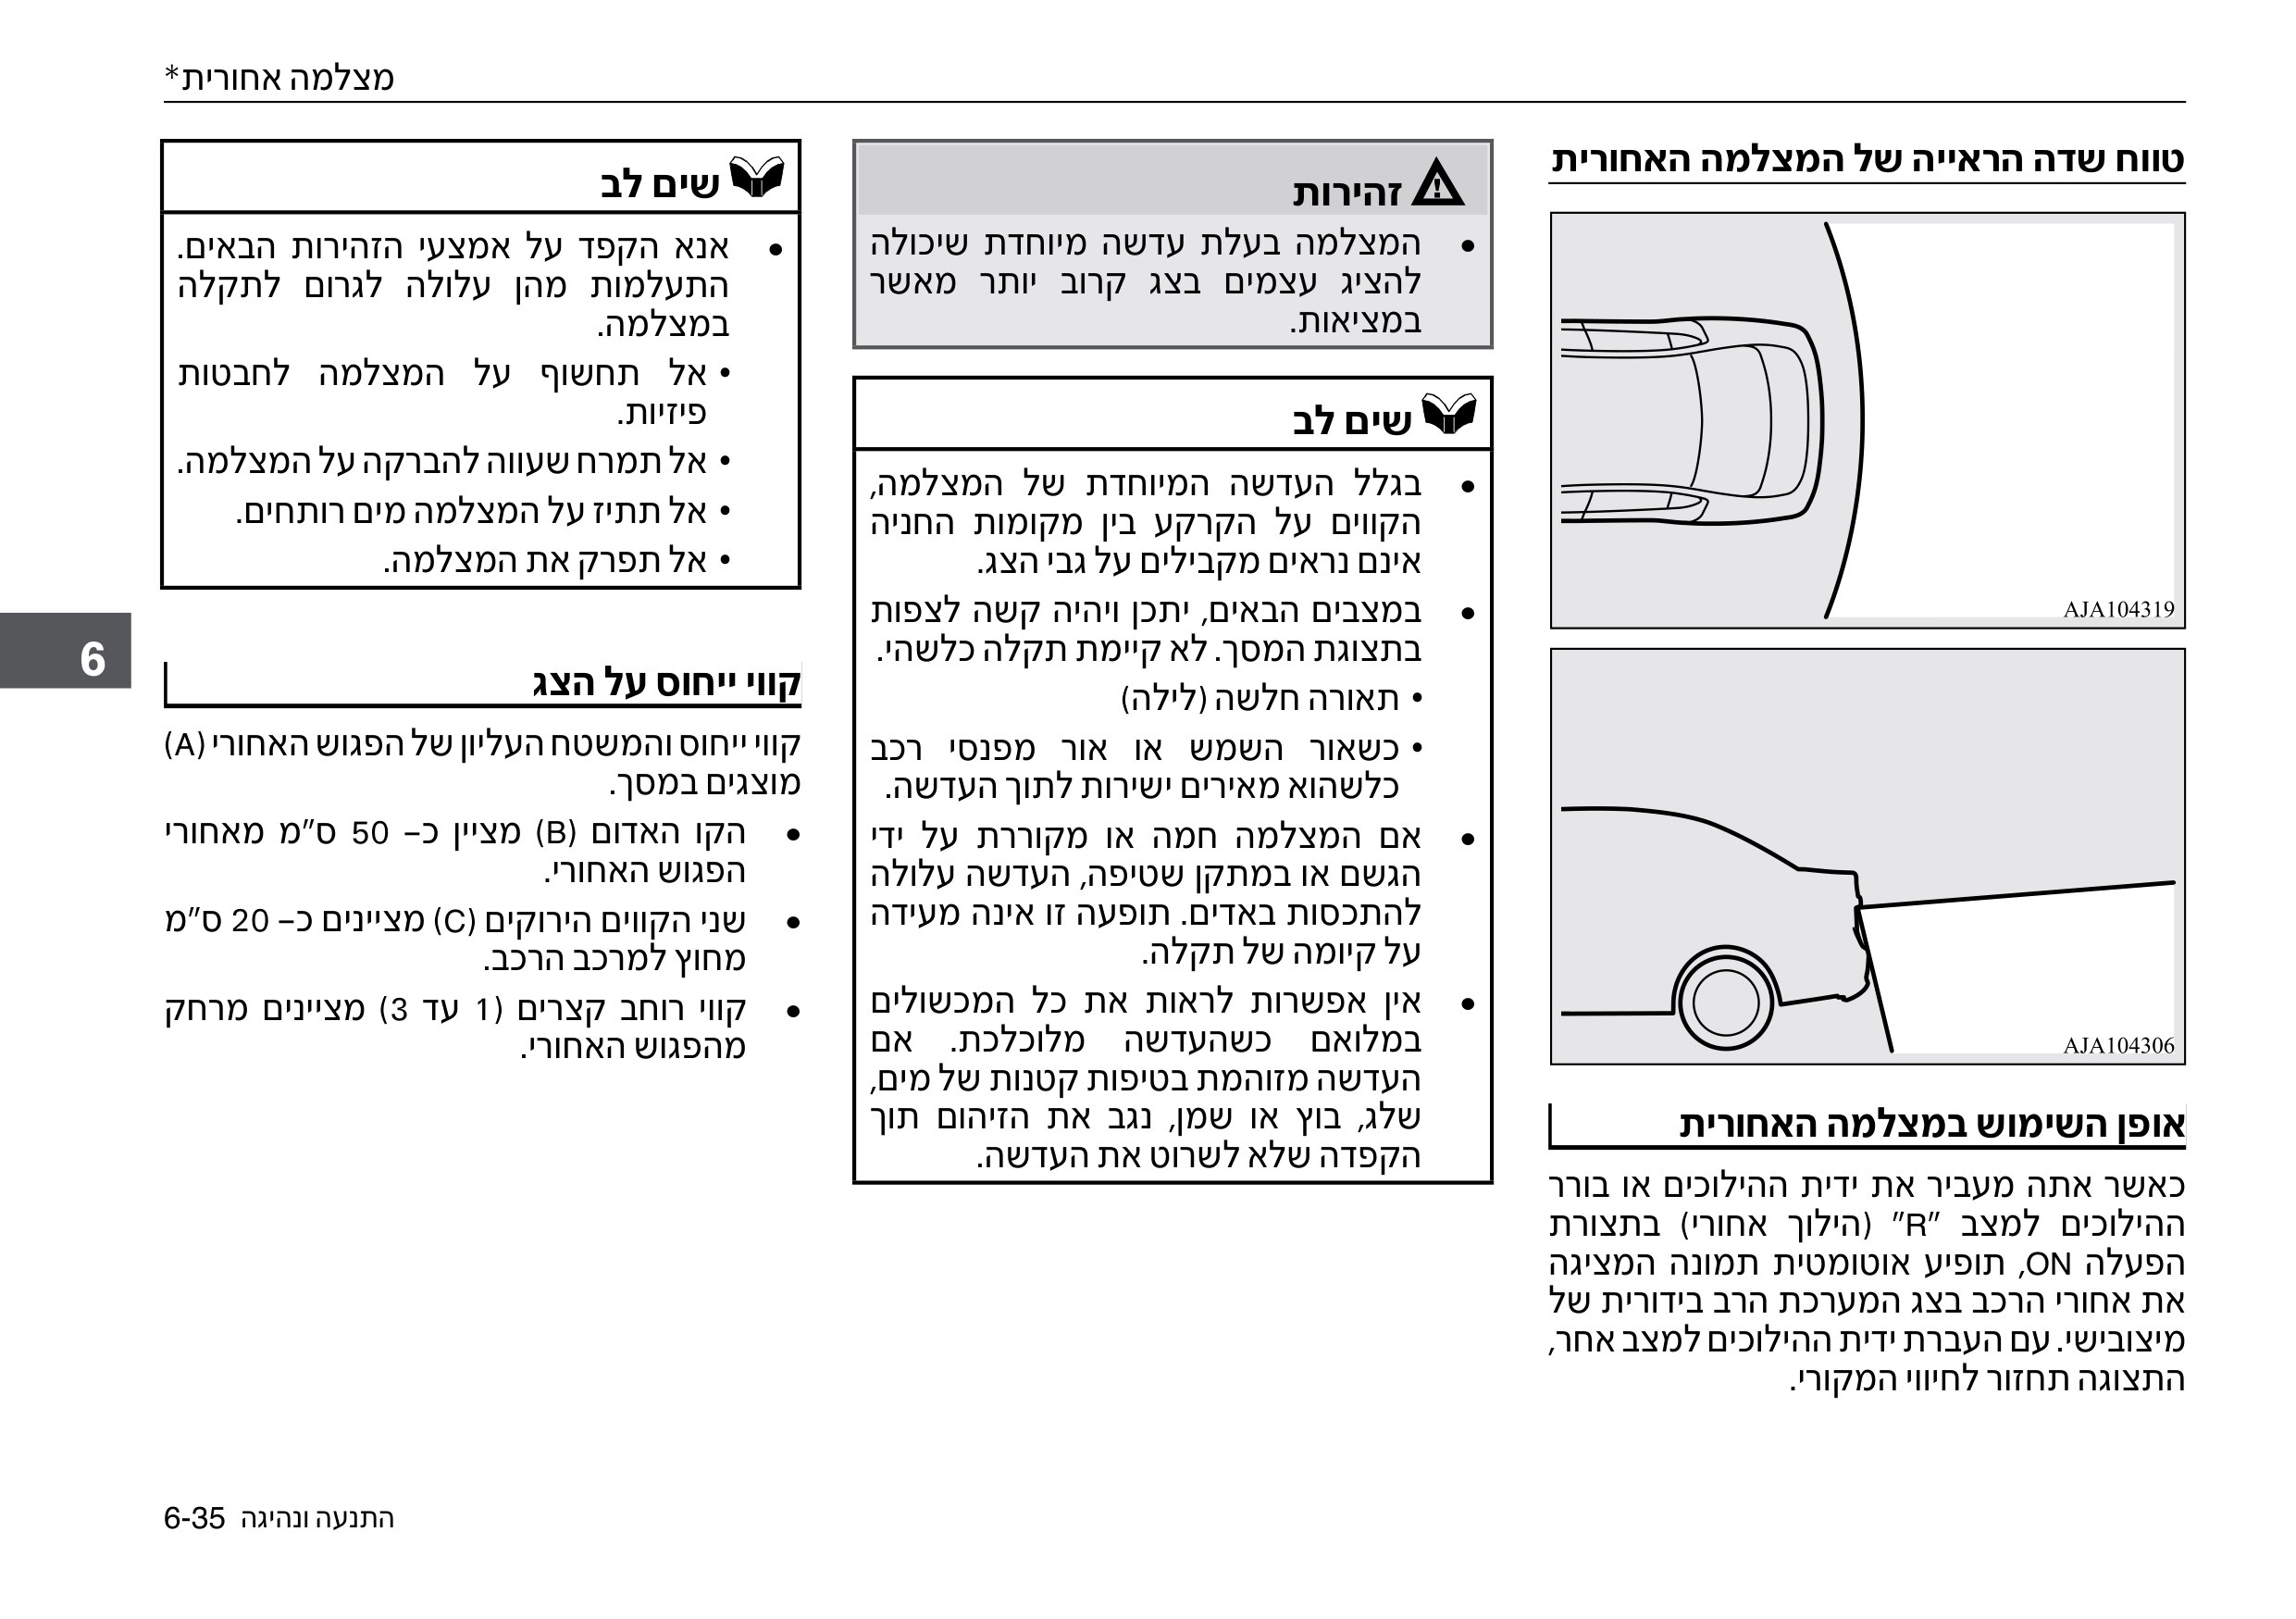 מצלמה אחורית*
טווח שדה הראייה של המצלמה האחורית
AJA104319
AJA104306
אופן השימוש במצלמה האחורית
כאשר אתה מעביר את ידית ההילוכים או בורר
ההילוכים למצב "R" (הילוך אחורי) בתצורת
הפעלה ON, תופיע אוטומטית תמונה המציגה
את אחורי הרכב בצג המערכת הרב בידורית של
מיצובישי. עם העברת ידית ההילוכים למצב אחר,
התצוגה תחזור לחיווי המקורי.
זהירות
● המצלמה בעלת עדשה מיוחדת שיכולה
להציג עצמים בצג קרוב יותר מאשר
במציאות.
שים לב
● בגלל העדשה המיוחדת של המצלמה,
הקווים על הקרקע בין מקומות החניה
אינם נראים מקבילים על גבי הצג.
● במצבים הבאים, יתכן ויהיה קשה לצפות
בתצוגת המסך. לא קיימת תקלה כלשהי.
• תאורה חלשה (לילה)
• כשאור השמש או אור מפנסי רכב
כלשהוא מאירים ישירות לתוך העדשה.
● אם המצלמה חמה או מקוררת על ידי
הגשם או במתקן שטיפה, העדשה עלולה
להתכסות באדים. תופעה זו אינה מעידה
על קיומה של תקלה.
● אין אפשרות לראות את כל המכשולים
במלואם כשהעדשה מלוכלכת. אם
העדשה מזוהמת בטיפות קטנות של מים,
שלג, בוץ או שמן, נגב את הזיהום תוך
הקפדה שלא לשרוט את העדשה.
שים לב
● אנא הקפד על אמצעי הזהירות הבאים.
התעלמות מהן עלולה לגרום לתקלה
במצלמה.
• אל תחשוף על המצלמה לחבטות
פיזיות.
• אל תמרח שעווה להברקה על המצלמה.
• אל תתיז על המצלמה מים רותחים.
• אל תפרק את המצלמה.
קווי ייחוס על הצג
קווי ייחוס והמשטח העליון של הפגוש האחורי (A)
מוצגים במסך.
● הקו האדום (B) מציין כ– 50 ס"מ מאחורי
הפגוש האחורי.
● שני הקווים הירוקים (C) מציינים כ– 20 ס"מ
מחוץ למרכב הרכב.
● קווי רוחב קצרים (1 עד 3) מציינים מרחק
מהפגוש האחורי.
6
התנעה ונהיגה 6-35